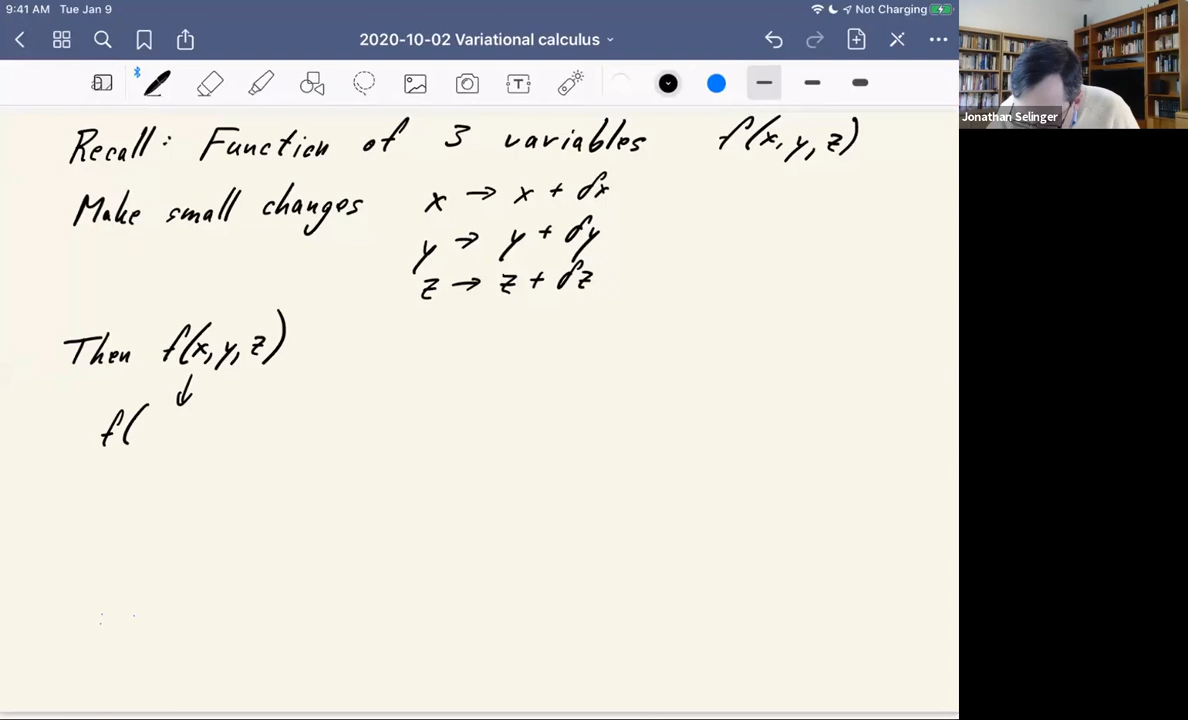 9:41 AM Tue Jan 9
Not Charging
2020-10-02 Variational calculus
T
Jonathan Selinger
Recall: Function of 3 variables f(x, y, z)
Make small changes x → x + δx
y → y + δy
z → z + δz
Then f(x, y, z)
↓
f(